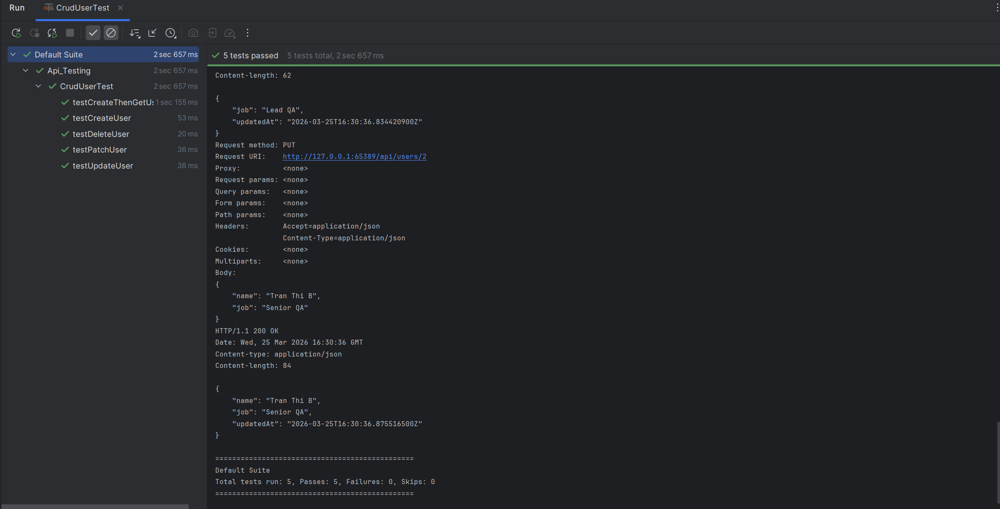 Run
CrudUserTest
Default Suite 2 sec 657 ms
Api_Testing 2 sec 657 ms
CrudUserTest 2 sec 657 ms
testCreateThenGetUs 1 sec 155 ms
testCreateUser 53 ms
testDeleteUser 20 ms
testPatchUser 36 ms
testUpdateUser 38 ms
5 tests passed 5 tests total, 2 sec 657 ms
Content-length: 62
{
    "job": "Lead QA",
    "updatedAt": "2026-03-25T16:30:36.834420900Z"
}
Request method: PUT
Request URI:    http://127.0.0.1:65389/api/users/2
Proxy:          <none>
Request params: <none>
Query params:   <none>
Form params:    <none>
Path params:    <none>
Headers:        Accept=application/json
                Content-Type=application/json
Cookies:        <none>
Multiparts:     <none>
Body:
{
    "name": "Tran Thi B",
    "job": "Senior QA"
}
HTTP/1.1 200 OK
Date: Wed, 25 Mar 2026 16:30:36 GMT
Content-type: application/json
Content-length: 84
{
    "name": "Tran Thi B",
    "job": "Senior QA",
    "updatedAt": "2026-03-25T16:30:36.875516500Z"
}
===============================================
Default Suite
Total tests run: 5, Passes: 5, Failures: 0, Skips: 0
===============================================